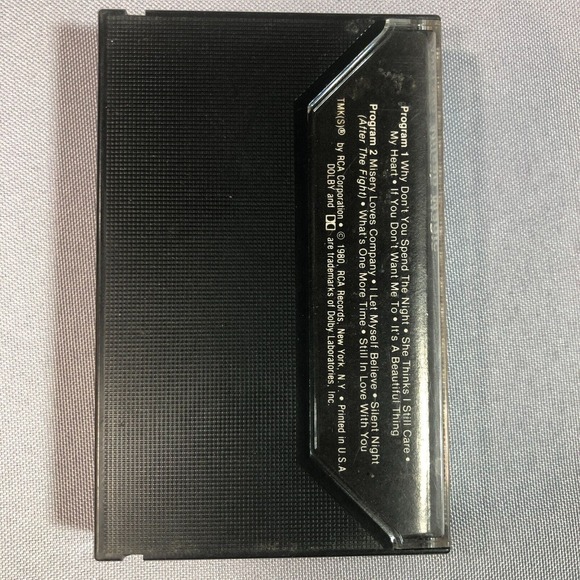 Program 1 Why Don't You Spend The Night • She Thinks I Still Care •
My Heart • If You Don't Want Me To • It's A Beautiful Thing
Program 2 Misery Loves Company • I Let Myself Believe • Silent Night
(After The Fight) • What's One More Time • Still In Love With You
TMK(S)® by RCA Corporation • © 1980, RCA Records, New York, N.Y. • Printed in U.S.A
DOLBY and are trademarks of Dolby Laboratories, Inc.